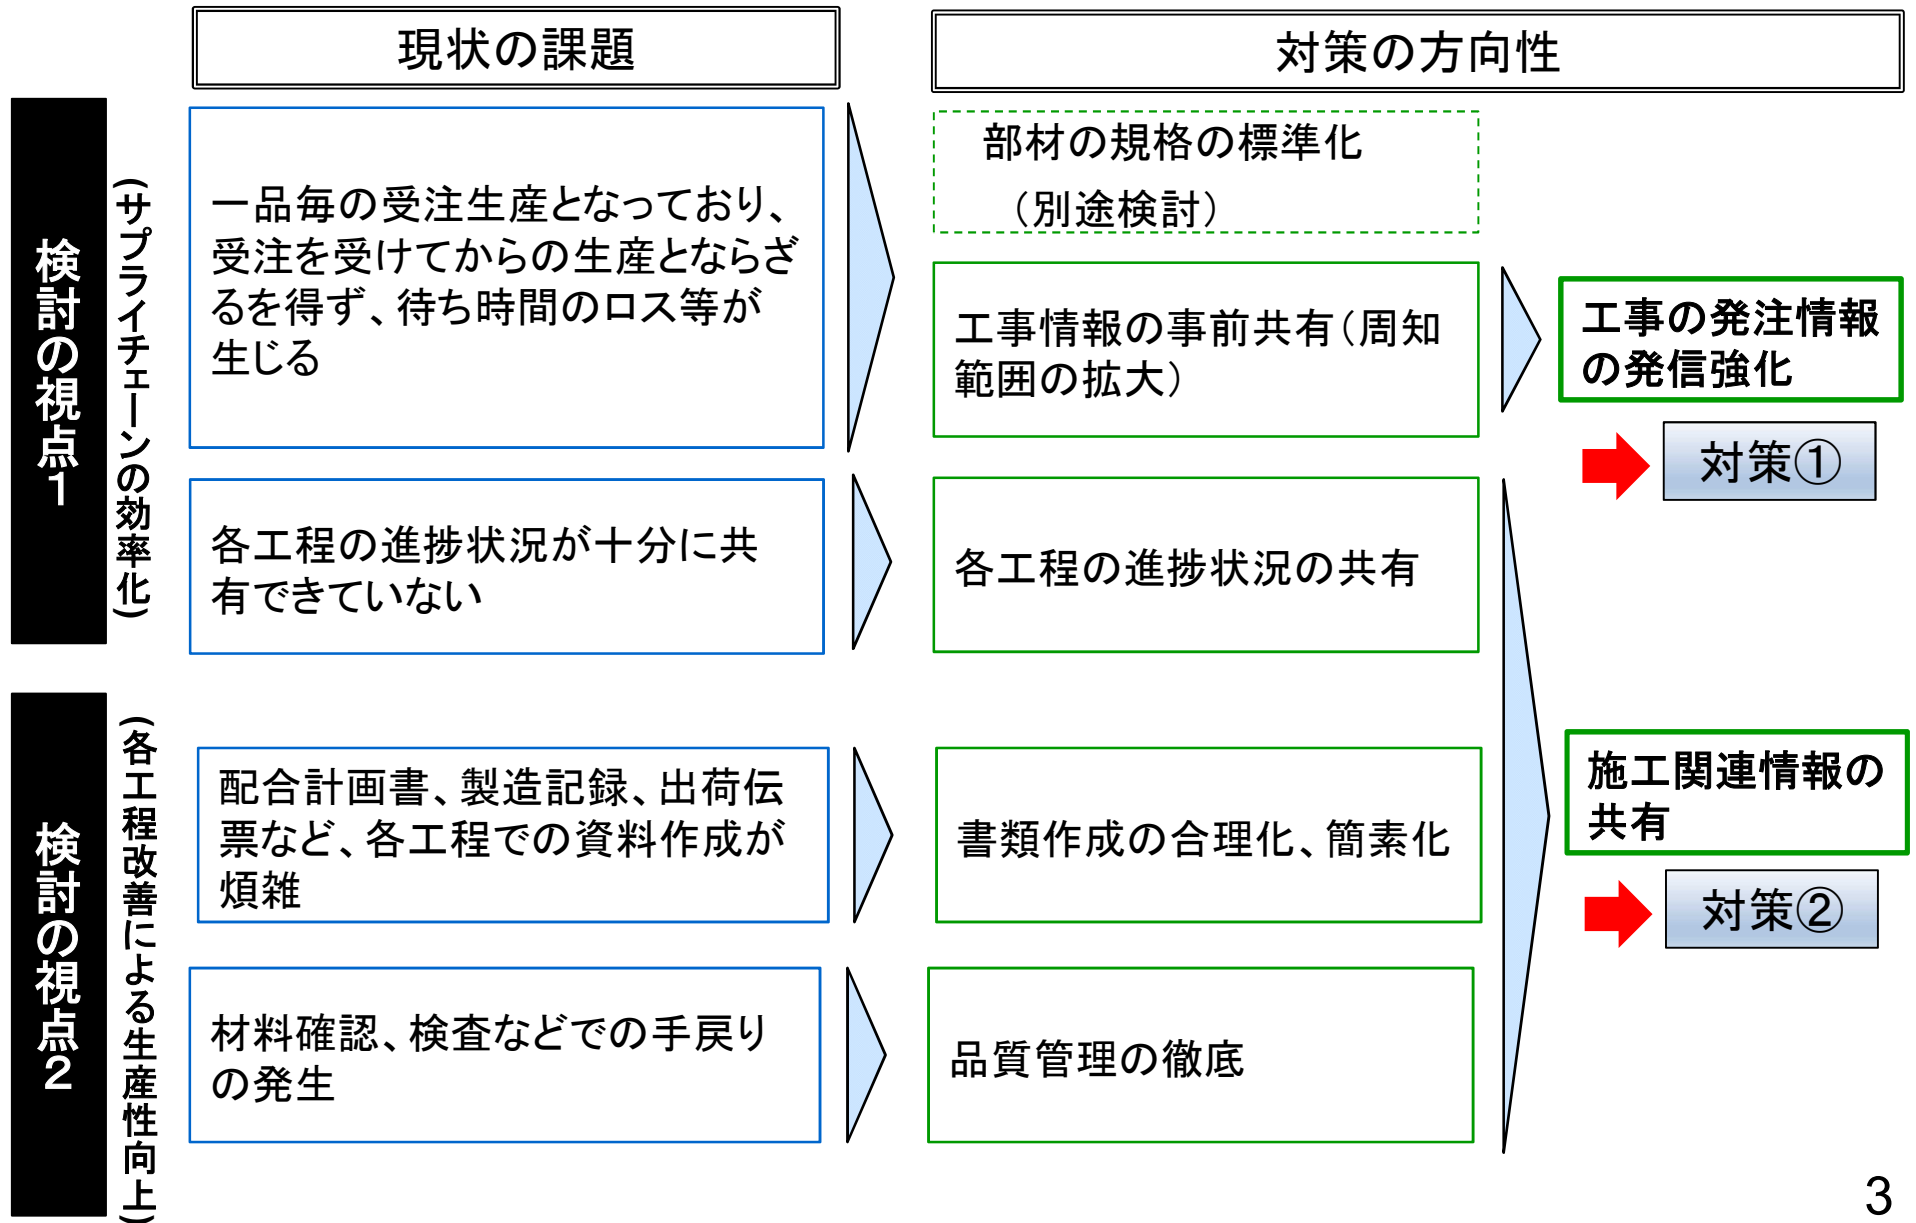 現状の課題
対策の方向性
検討の視点1
(サプライチェーンの効率化)
一品毎の受注生産となっており、
受注を受けてからの生産とならざ
るを得ず、待ち時間のロス等が
生じる
部材の規格の標準化
（別途検討）
工事情報の事前共有（周知
範囲の拡大）
工事の発注情報
の発信強化
対策①
各工程の進捗状況が十分に共
有できていない
各工程の進捗状況の共有
検討の視点2
(各工程改善による生産性向上)
配合計画書、製造記録、出荷伝
票など、各工程での資料作成が
煩雑
書類作成の合理化、簡素化
施工関連情報の
共有
対策②
材料確認、検査などでの手戻り
の発生
品質管理の徹底
3